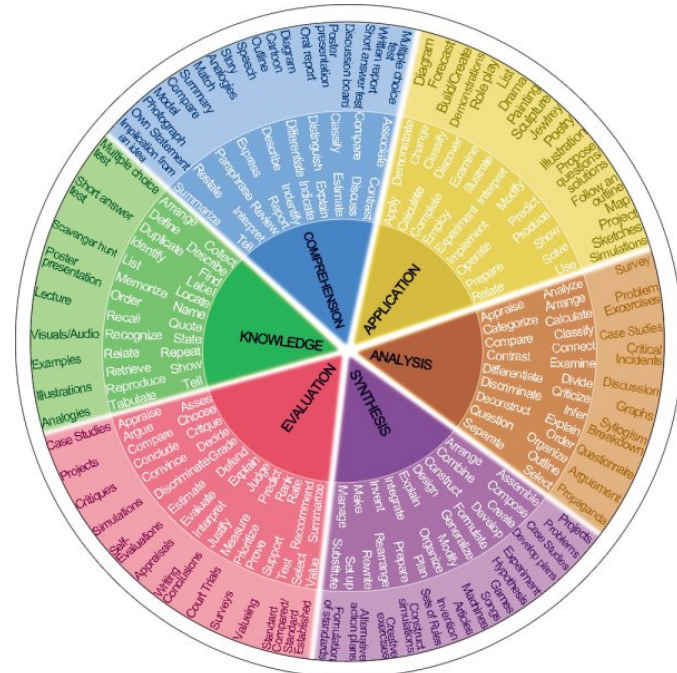 COMPREHENSION
Multiple choice
test
Written report
Short answer test
Discussion board
Poster
presentation
Oral report
Diagram
Cartoon
Outline
Speech
Story
Analogies
Match
Summary
Compare
Model
Photograph
Own Statement
Implication from
an idea
Associate
Compare
Classify
Distinguish
Differentiate
Describe
Express
Paraphrase
Restate
Summarize
Contrast
Discuss
Estimate
Explain
Indicate
Indentify
Report
Review
Interpret
Tell
APPLICATION
Diagram
Forecast
Build/Create
Demonstrations
Role play
List
Drama
Painting
Sculpture
Jewlrey
Poetry
Illustration
Propose
questions/
solutions
Follow an
outline
Map
Project
Sketches
Simulations
Demonstrate
Change
Classify
Discover
Examine
Illustrate
Interpret
Modify
Predict
Produce
Show
Solve
Use
Apply
Calculate
Complete
Employ
Experiment
Implement
Operate
Prepare
Relate
ANALYSIS
Survey
Problem
Excercises
Case Studies
Critical
Incidents
Discussion
Graphs
Syllogism
Breakdown
Questionnaire
Arguement
Propaganda
Analyze
Arrange
Calculate
Classify
Connect
Examine
Divide
Criticize
Infer
Explain
Order
Organize
Outline
Select
Appraise
Categorize
Compare
Contrast
Differentiate
Discriminate
Deconstruct
Question
Separate
SYNTHESIS
Projects
Problems
Case Studies
Develop plans
Experiment
Hypothesis
Games
Songs
Machines
Articles
Invention
Sets of Rules
Construct
simulations
Creative
exercises
Alternative
action plans
Formulation
of standards
Assemble
Compose
Create
Develop
Formulate
Generalize
Modify
Organize
Plan
Prepare
Rearrange
Rewrite
Set up
Substitute
Arrange
Combine
Construct
Design
Explain
Integrate
Invent
Make
Manage
EVALUATION
Case Studies
Projects
Critiques
Simulations
Self-
Evaluations
Appraisals
Writing
Conclusions
Court Trials
Surveys
Valueing
Standard
Compared/
Standard
Established
Appraise
Argue
Compare
Conclude
Convince
Discriminate
Estimate
Evaluate
Interpret
Justify
Measure
Prioritize
Prove
Support
Test
Select
Value
Asses
Choose
Critique
Decide
Grade
Defend
Explain
Judge
Predict
Rank
Rate
Reccommend
Summarize
KNOWLEDGE
Multiple choice
test
Short answer
test
Scavenger hunt
Poster
presentation
Lecture
Visuals/Audio
Examples
Illustrations
Analogies
Arrange
Define
Duplicate
Identify
List
Memorize
Order
Recall
Recognize
Relate
Retrieve
Reproduce
Tabulate
Collect
Describe
Find
Label
Locate
Name
Quote
State
Repeat
Show
Tell